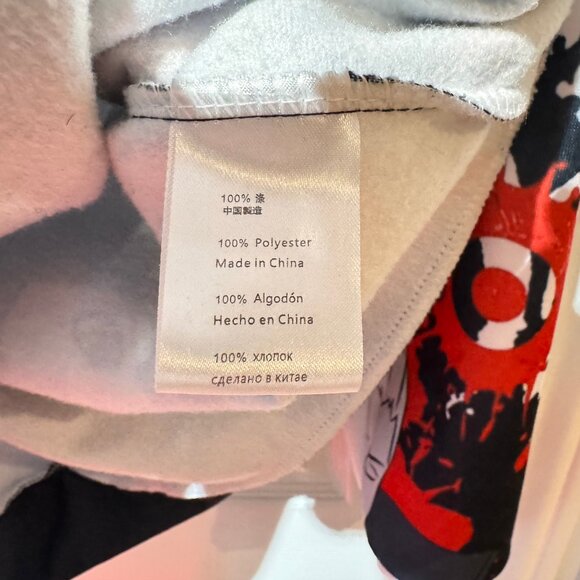 100% 涤
中国製造
100% Polyester
Made in China
100% Algodón
Hecho en China
100% хлопок
сделано в китае